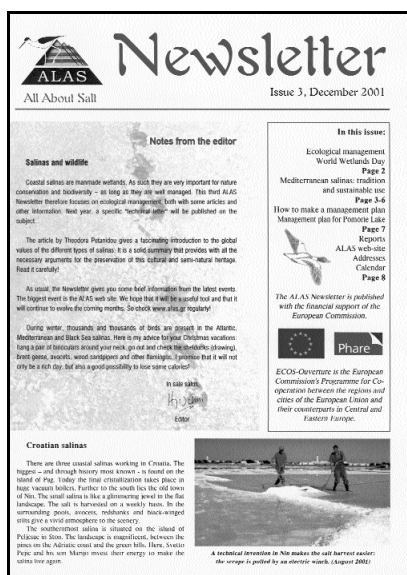 ALAS
All About Salt
Newsletter
Issue 3, December 2001
Notes from the editor
Salinas and wildlife
Coastal salinas are manmade wetlands. As such they are very important for nature
conservation and biodiversity – as long as they are well managed. This third ALAS
Newsletter therefore focuses on ecological management, both with some articles and
other information. Next year, a specific "technical letter" will be published on the
subject.
The article by Theodora Petanidou gives a fascinating introduction to the global
values of the different types of salinas. It is a solid summary that provides with all the
necessary arguments for the preservation of this cultural and semi-natural heritage.
Read it carefully!
As usual, the Newsletter gives you some brief information from the latest events.
The biggest event is the ALAS web site. We hope that it will be a useful tool and that it
will continue to evolve the coming months. So check www.alas.gr regularly!
During winter, thousands and thousands of birds are present in the Atlantic,
Mediterranean and Black Sea salinas. Here is my advice for your Christmas vacations:
hang a pair of binoculars around your neck, go out and check the shelducks (drawing),
brent geese, avocets, wood sandpipers and other flamingos. I promise that it will not
only be a rich day, but also a good possibility to lose some calories!
In sale salus,
Editor
In this issue:
Ecological management
World Wetlands Day
Page 2
Mediterranean salinas: tradition
and sustainable use
Page 3-6
How to make a management plan
Management plan for Pomorie Lake
Page 7
Reports
ALAS web-site
Addresses
Calendar
Page 8
The ALAS Newsletter is published
with the financial support of the
European Commission.
Phare
ECOS-Ouverture is the European
Commission's Programme for Co-
operation between the regions and
cities of the European Union and
their counterparts in Central and
Eastern Europe.
Croatian salinas
There are three coastal salinas working in Croatia. The
biggest – and through history most known - is found on the
island of Pag. Today the final cristallization takes place in
huge vacuum boilers. Further to the south lies the old town
of Nin. The small salina is like a glimmering jewel in the flat
landscape. The salt is harvested on a weekly basis. In the
surrounding ponds, avocets, redshanks and black-winged
stilts give a vivid atmosphere to the scenery.
The southernmost salina is situated on the island of
Peljesac in Ston. The landscape is magnificent, between the
pines on the Adriatic coast and the green hills. Here, Svetto
Pejic and his son Marijo invest their energy to make the
salina live again.
A technical invention in Nin makes the salt harvest easier:
the scrape is pulled by an electric winch. (August 2001)